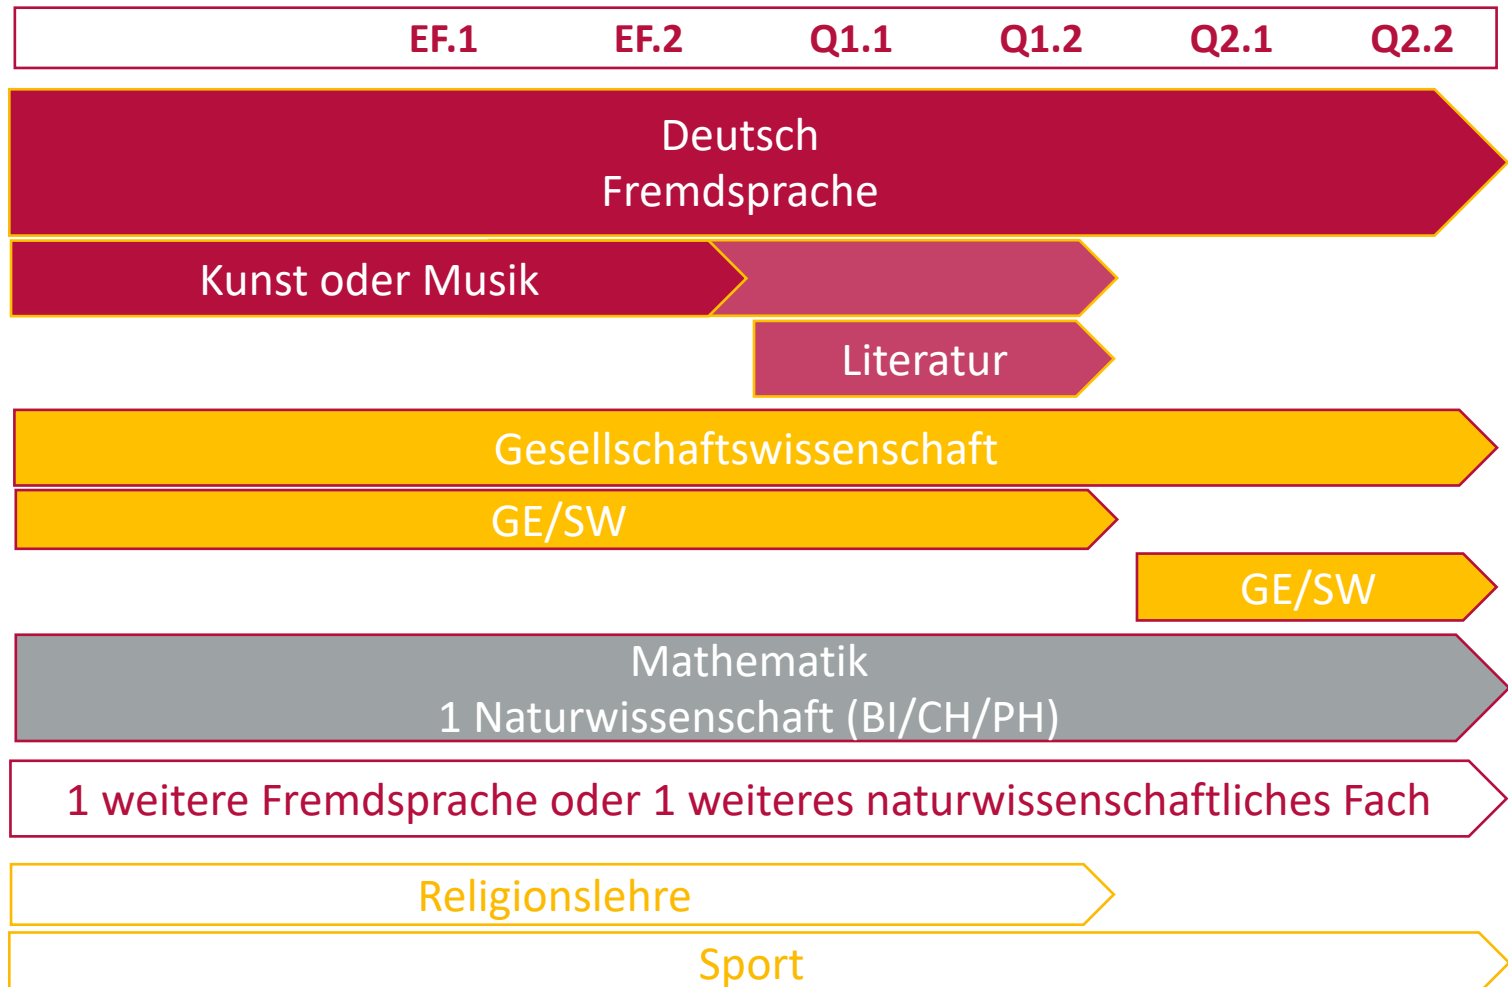 EF.1 EF.2 Q1.1 Q1.2 Q2.1 Q2.2
Deutsch
Fremdsprache
Kunst oder Musik
Literatur
Gesellschaftswissenschaft
GE/SW
GE/SW
Mathematik
1 Naturwissenschaft (BI/CH/PH)
1 weitere Fremdsprache oder 1 weiteres naturwissenschaftliches Fach
Religionslehre
Sport